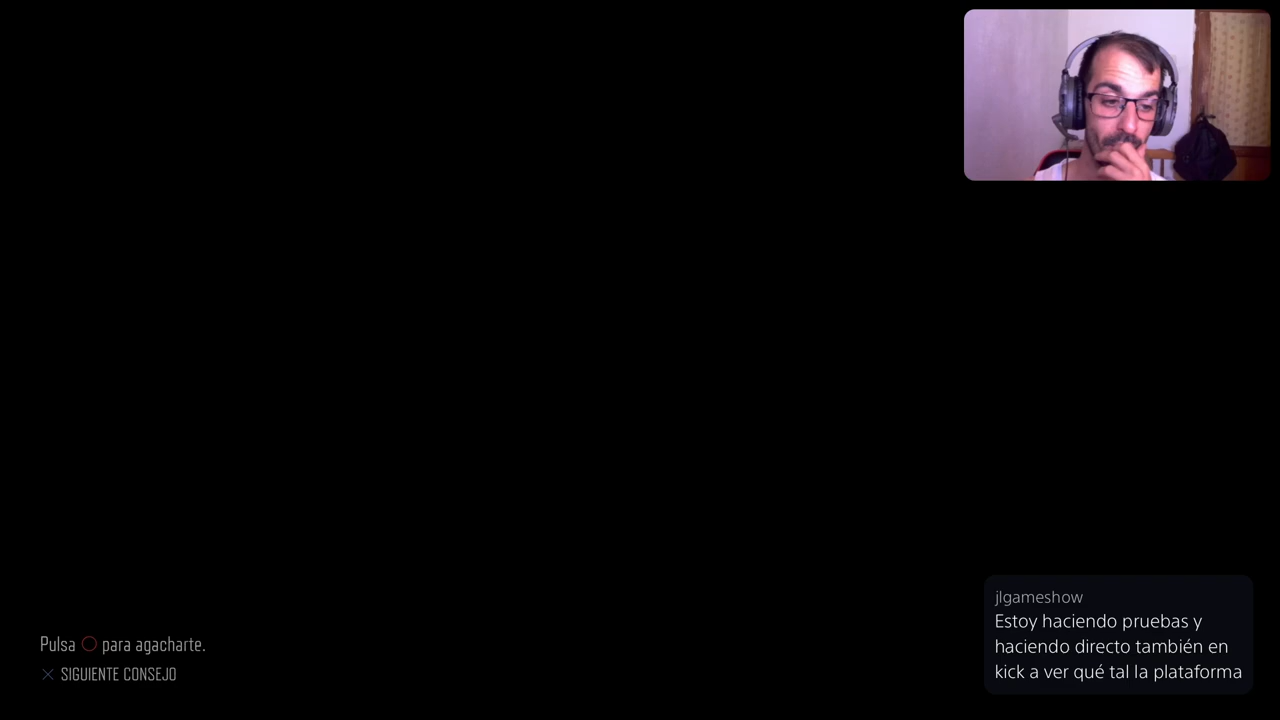 jlgameshow
Estoy haciendo pruebas y
haciendo directo también en
kick a ver qué tal la plataforma
Pulsa ○ para agacharte.
✕ SIGUIENTE CONSEJO